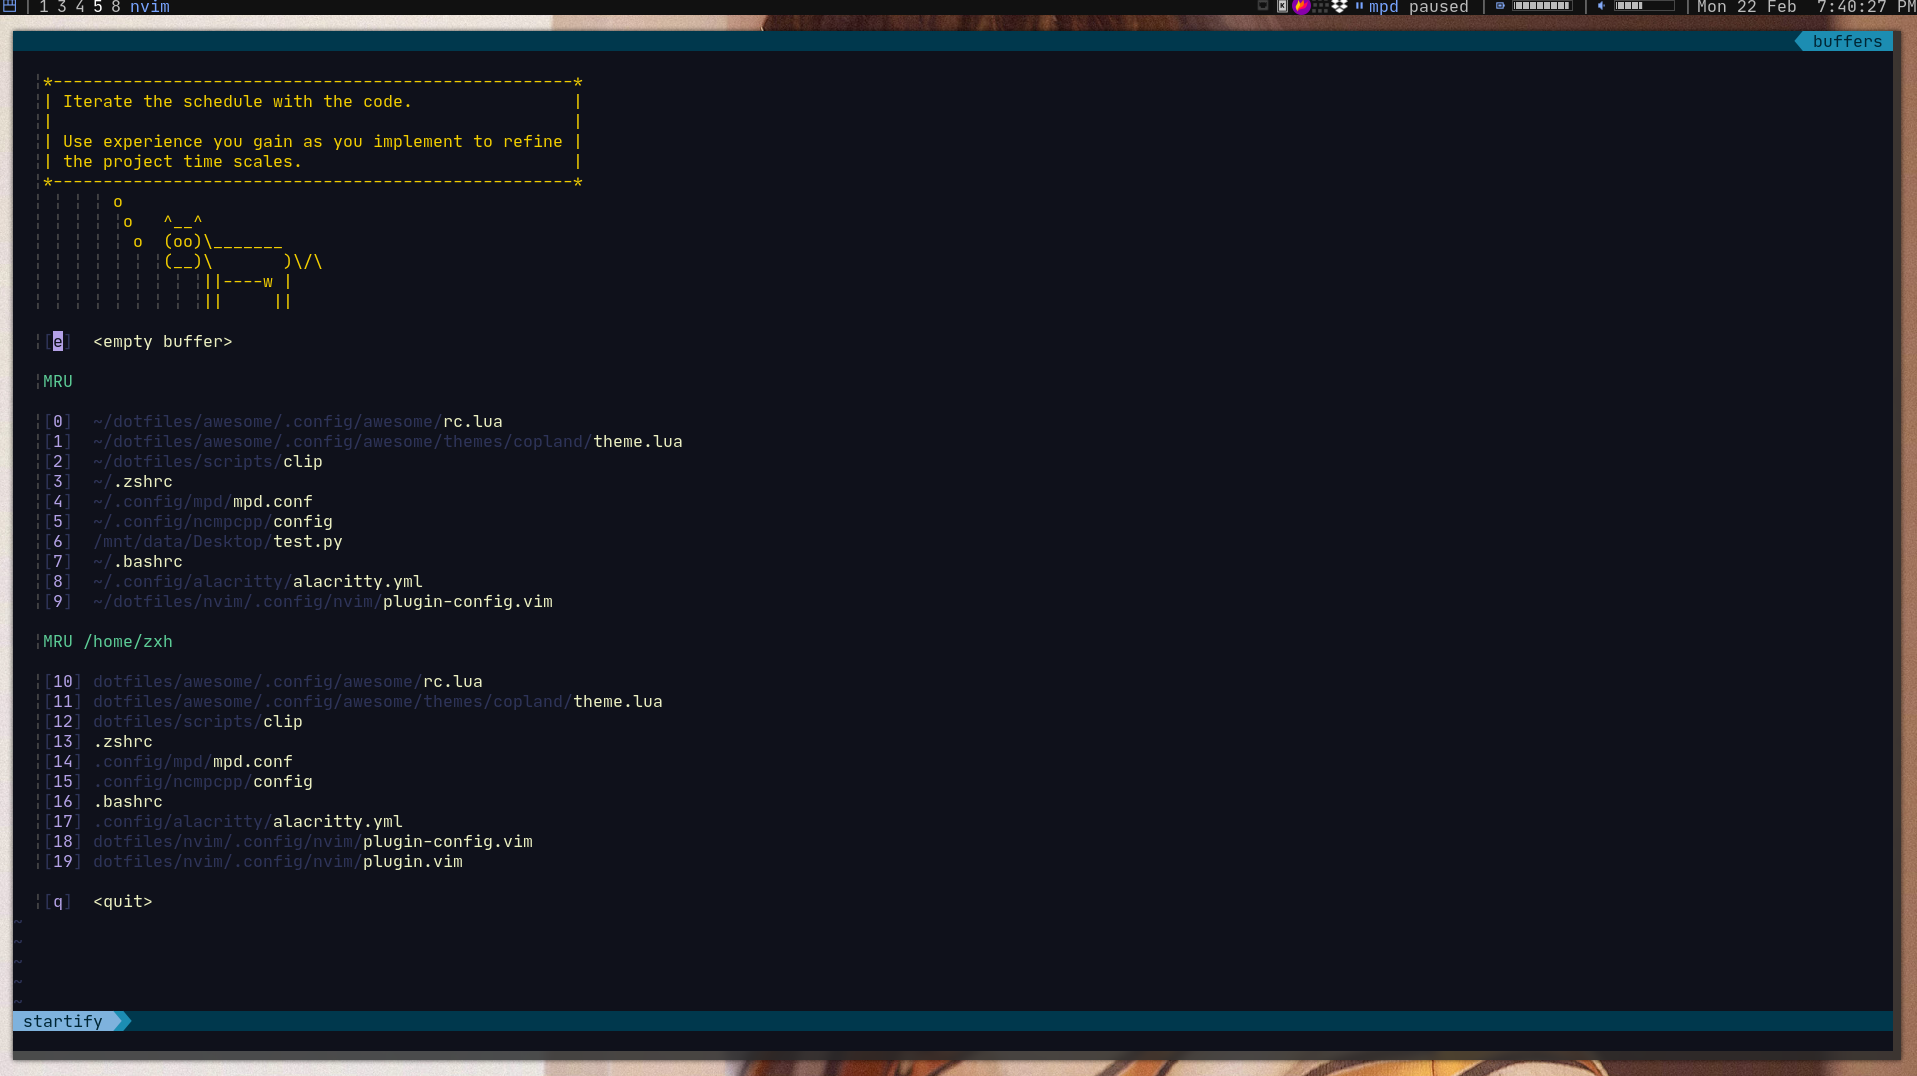 1 3 4 5 8 nvim mpd paused | | | Mon 22 Feb 7:40:27 PM
buffers
*----------------------------------------------------*
| Iterate the schedule with the code.                |
|                                                    |
| Use experience you gain as you implement to refine |
| the project time scales.                           |
*----------------------------------------------------*
o
o   ^__^
o  (oo)\_______
(__)\       )\/\
||----w |
||     ||
[e]  <empty buffer>
MRU
[0]  ~/dotfiles/awesome/.config/awesome/rc.lua
[1]  ~/dotfiles/awesome/.config/awesome/themes/copland/theme.lua
[2]  ~/dotfiles/scripts/clip
[3]  ~/.zshrc
[4]  ~/.config/mpd/mpd.conf
[5]  ~/.config/ncmpcpp/config
[6]  /mnt/data/Desktop/test.py
[7]  ~/.bashrc
[8]  ~/.config/alacritty/alacritty.yml
[9]  ~/dotfiles/nvim/.config/nvim/plugin-config.vim
MRU /home/zxh
[10] dotfiles/awesome/.config/awesome/rc.lua
[11] dotfiles/awesome/.config/awesome/themes/copland/theme.lua
[12] dotfiles/scripts/clip
[13] .zshrc
[14] .config/mpd/mpd.conf
[15] .config/ncmpcpp/config
[16] .bashrc
[17] .config/alacritty/alacritty.yml
[18] dotfiles/nvim/.config/nvim/plugin-config.vim
[19] dotfiles/nvim/.config/nvim/plugin.vim
[q]  <quit>
~
~
~
~
~
startify